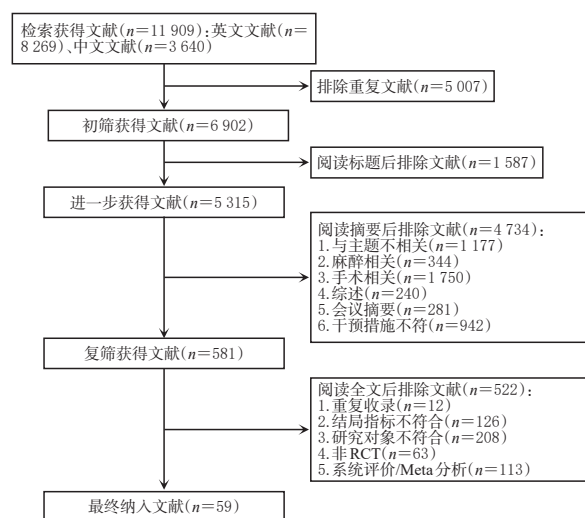 检索获得文献(n=11 909):英文文献(n=
8 269)、中文文献(n=3 640)
排除重复文献(n=5 007)
初筛获得文献(n=6 902)
阅读标题后排除文献(n=1 587)
进一步获得文献(n=5 315)
阅读摘要后排除文献(n=4 734):
1.与主题不相关(n=1 177)
2.麻醉相关(n=344)
3.手术相关(n=1 750)
4.综述(n=240)
5.会议摘要(n=281)
6.干预措施不符(n=942)
复筛获得文献(n=581)
阅读全文后排除文献(n=522):
1.重复收录(n=12)
2.结局指标不符合(n=126)
3.研究对象不符合(n=208)
4.非RCT(n=63)
5.系统评价/Meta分析(n=113)
最终纳入文献(n=59)